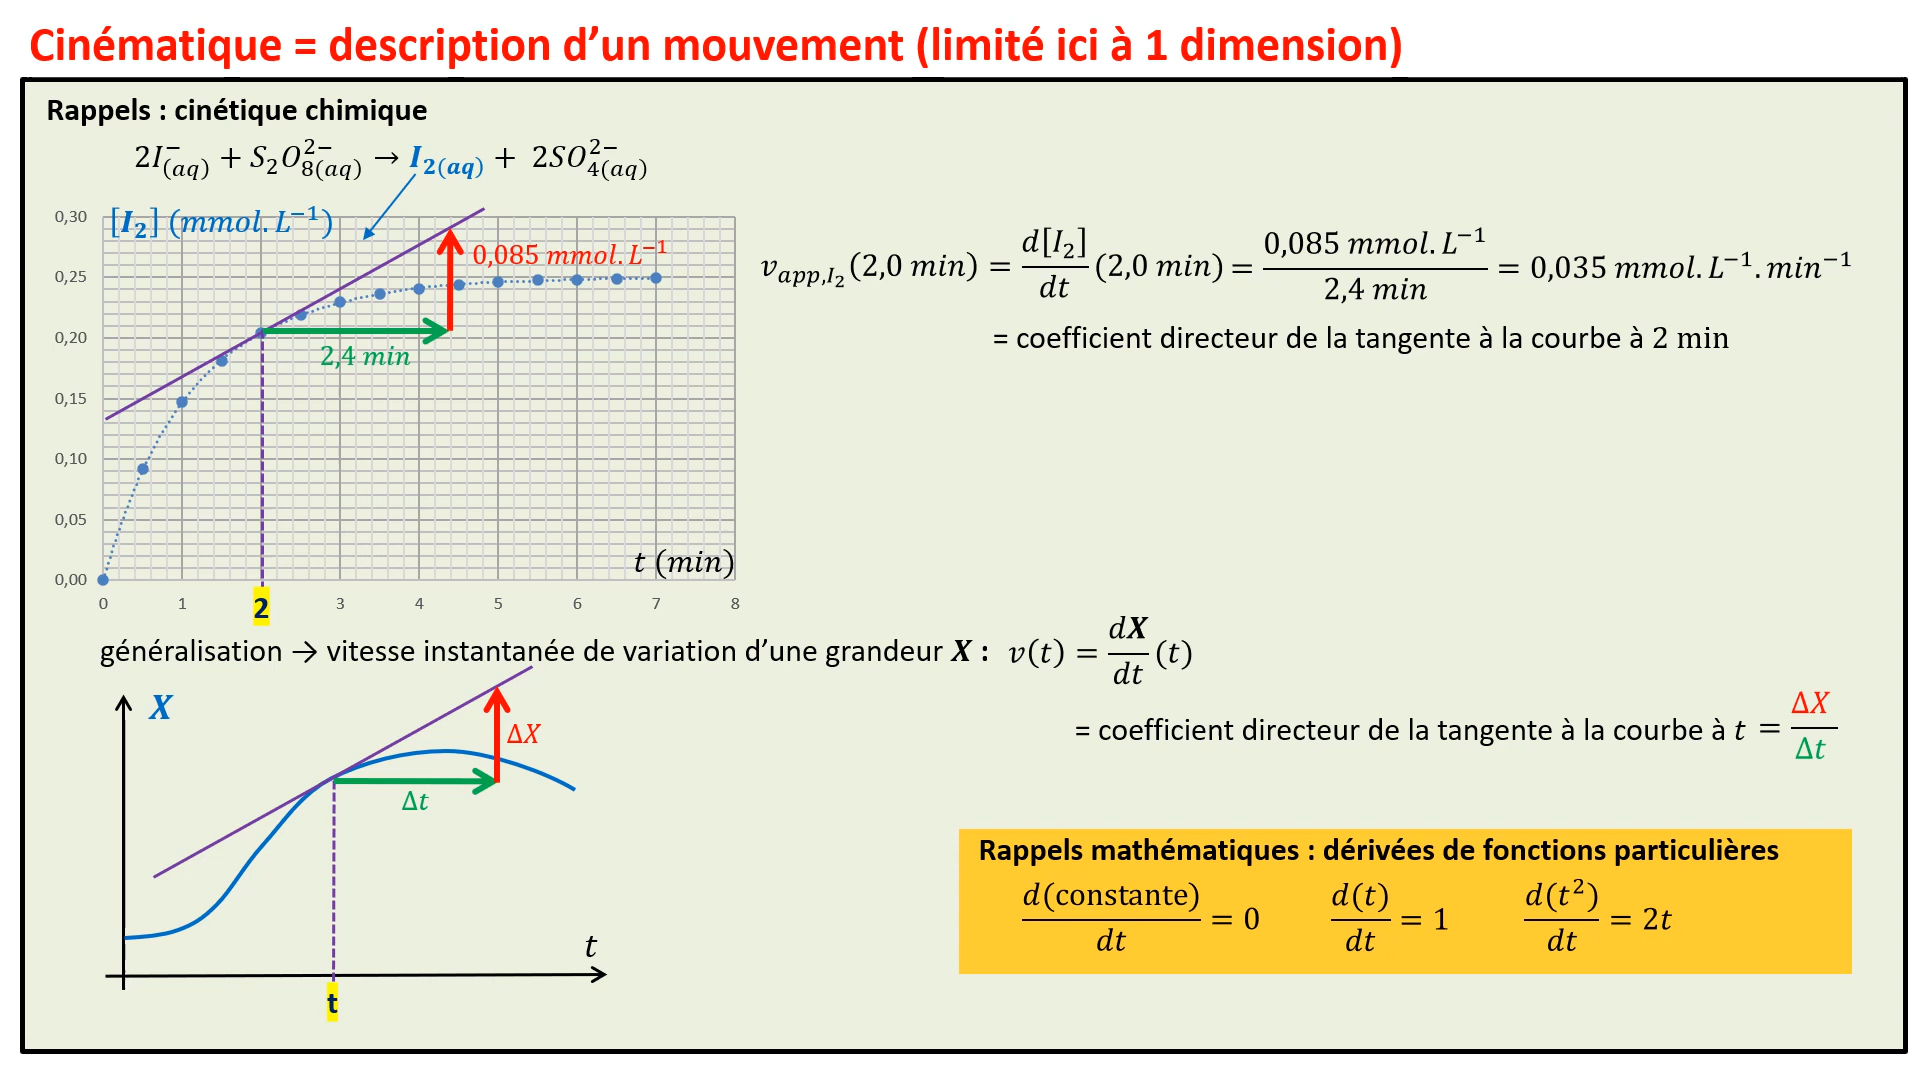 Cinématique = description d’un mouvement (limité ici à 1 dimension)
Rappels : cinétique chimique
2I⁻(aq) + S₂O₈²⁻(aq) → I₂(aq) + 2SO₄²⁻(aq)
[I₂] (mmol.L⁻¹)
0,085 mmol.L⁻¹
2,4 min
0,30
0,25
0,20
0,15
0,10
0,05
0,00
t (min)
0 1 2 3 4 5 6 7 8
v_app,I₂(2,0 min) = d[I₂]/dt (2,0 min) = 0,085 mmol.L⁻¹ / 2,4 min = 0,035 mmol.L⁻¹.min⁻¹
= coefficient directeur de la tangente à la courbe à 2 min
généralisation → vitesse instantanée de variation d’une grandeur X : v(t) = dX/dt (t)
= coefficient directeur de la tangente à la courbe à t = ΔX/Δt
X
ΔX
Δt
t
t
Rappels mathématiques : dérivées de fonctions particulières
d(constante)/dt = 0 d(t)/dt = 1 d(t²)/dt = 2t